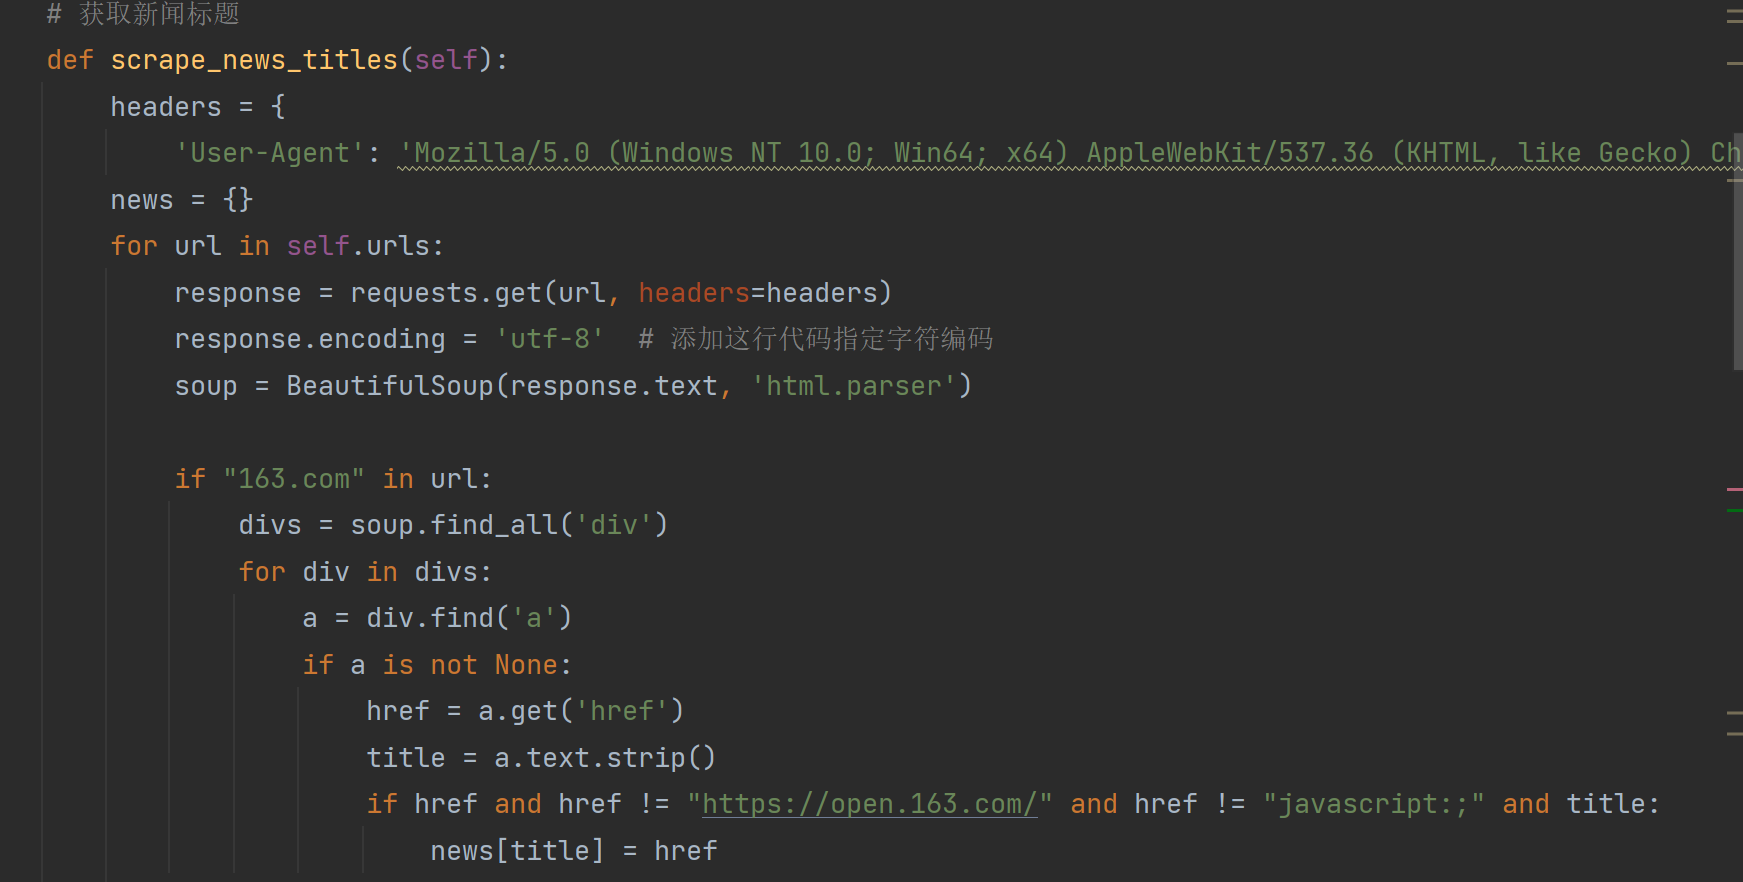 # 获取新闻标题
def scrape_news_titles(self):
headers = {
'User-Agent': 'Mozilla/5.0 (Windows NT 10.0; Win64; x64) AppleWebKit/537.36 (KHTML, like Gecko) Ch
news = {}
for url in self.urls:
response = requests.get(url, headers=headers)
response.encoding = 'utf-8'  # 添加这行代码指定字符编码
soup = BeautifulSoup(response.text, 'html.parser')
if "163.com" in url:
divs = soup.find_all('div')
for div in divs:
a = div.find('a')
if a is not None:
href = a.get('href')
title = a.text.strip()
if href and href != "https://open.163.com/" and href != "javascript:;" and title:
news[title] = href